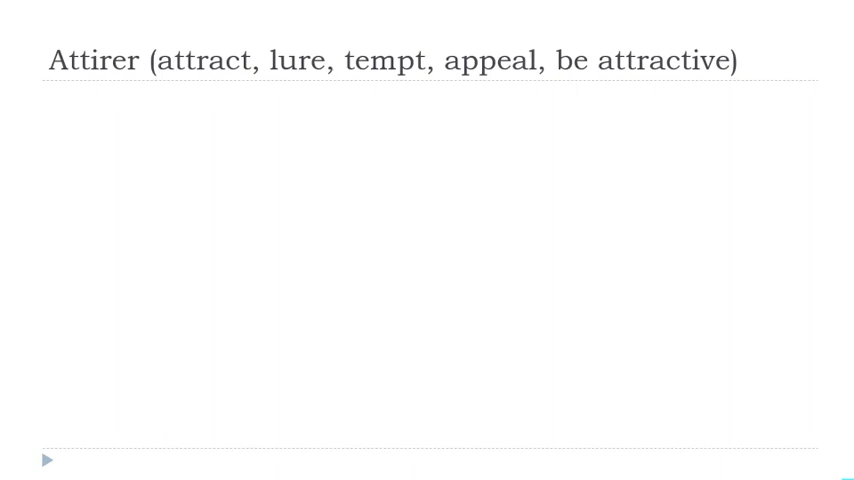 Attirer (attract, lure, tempt, appeal, be attractive)